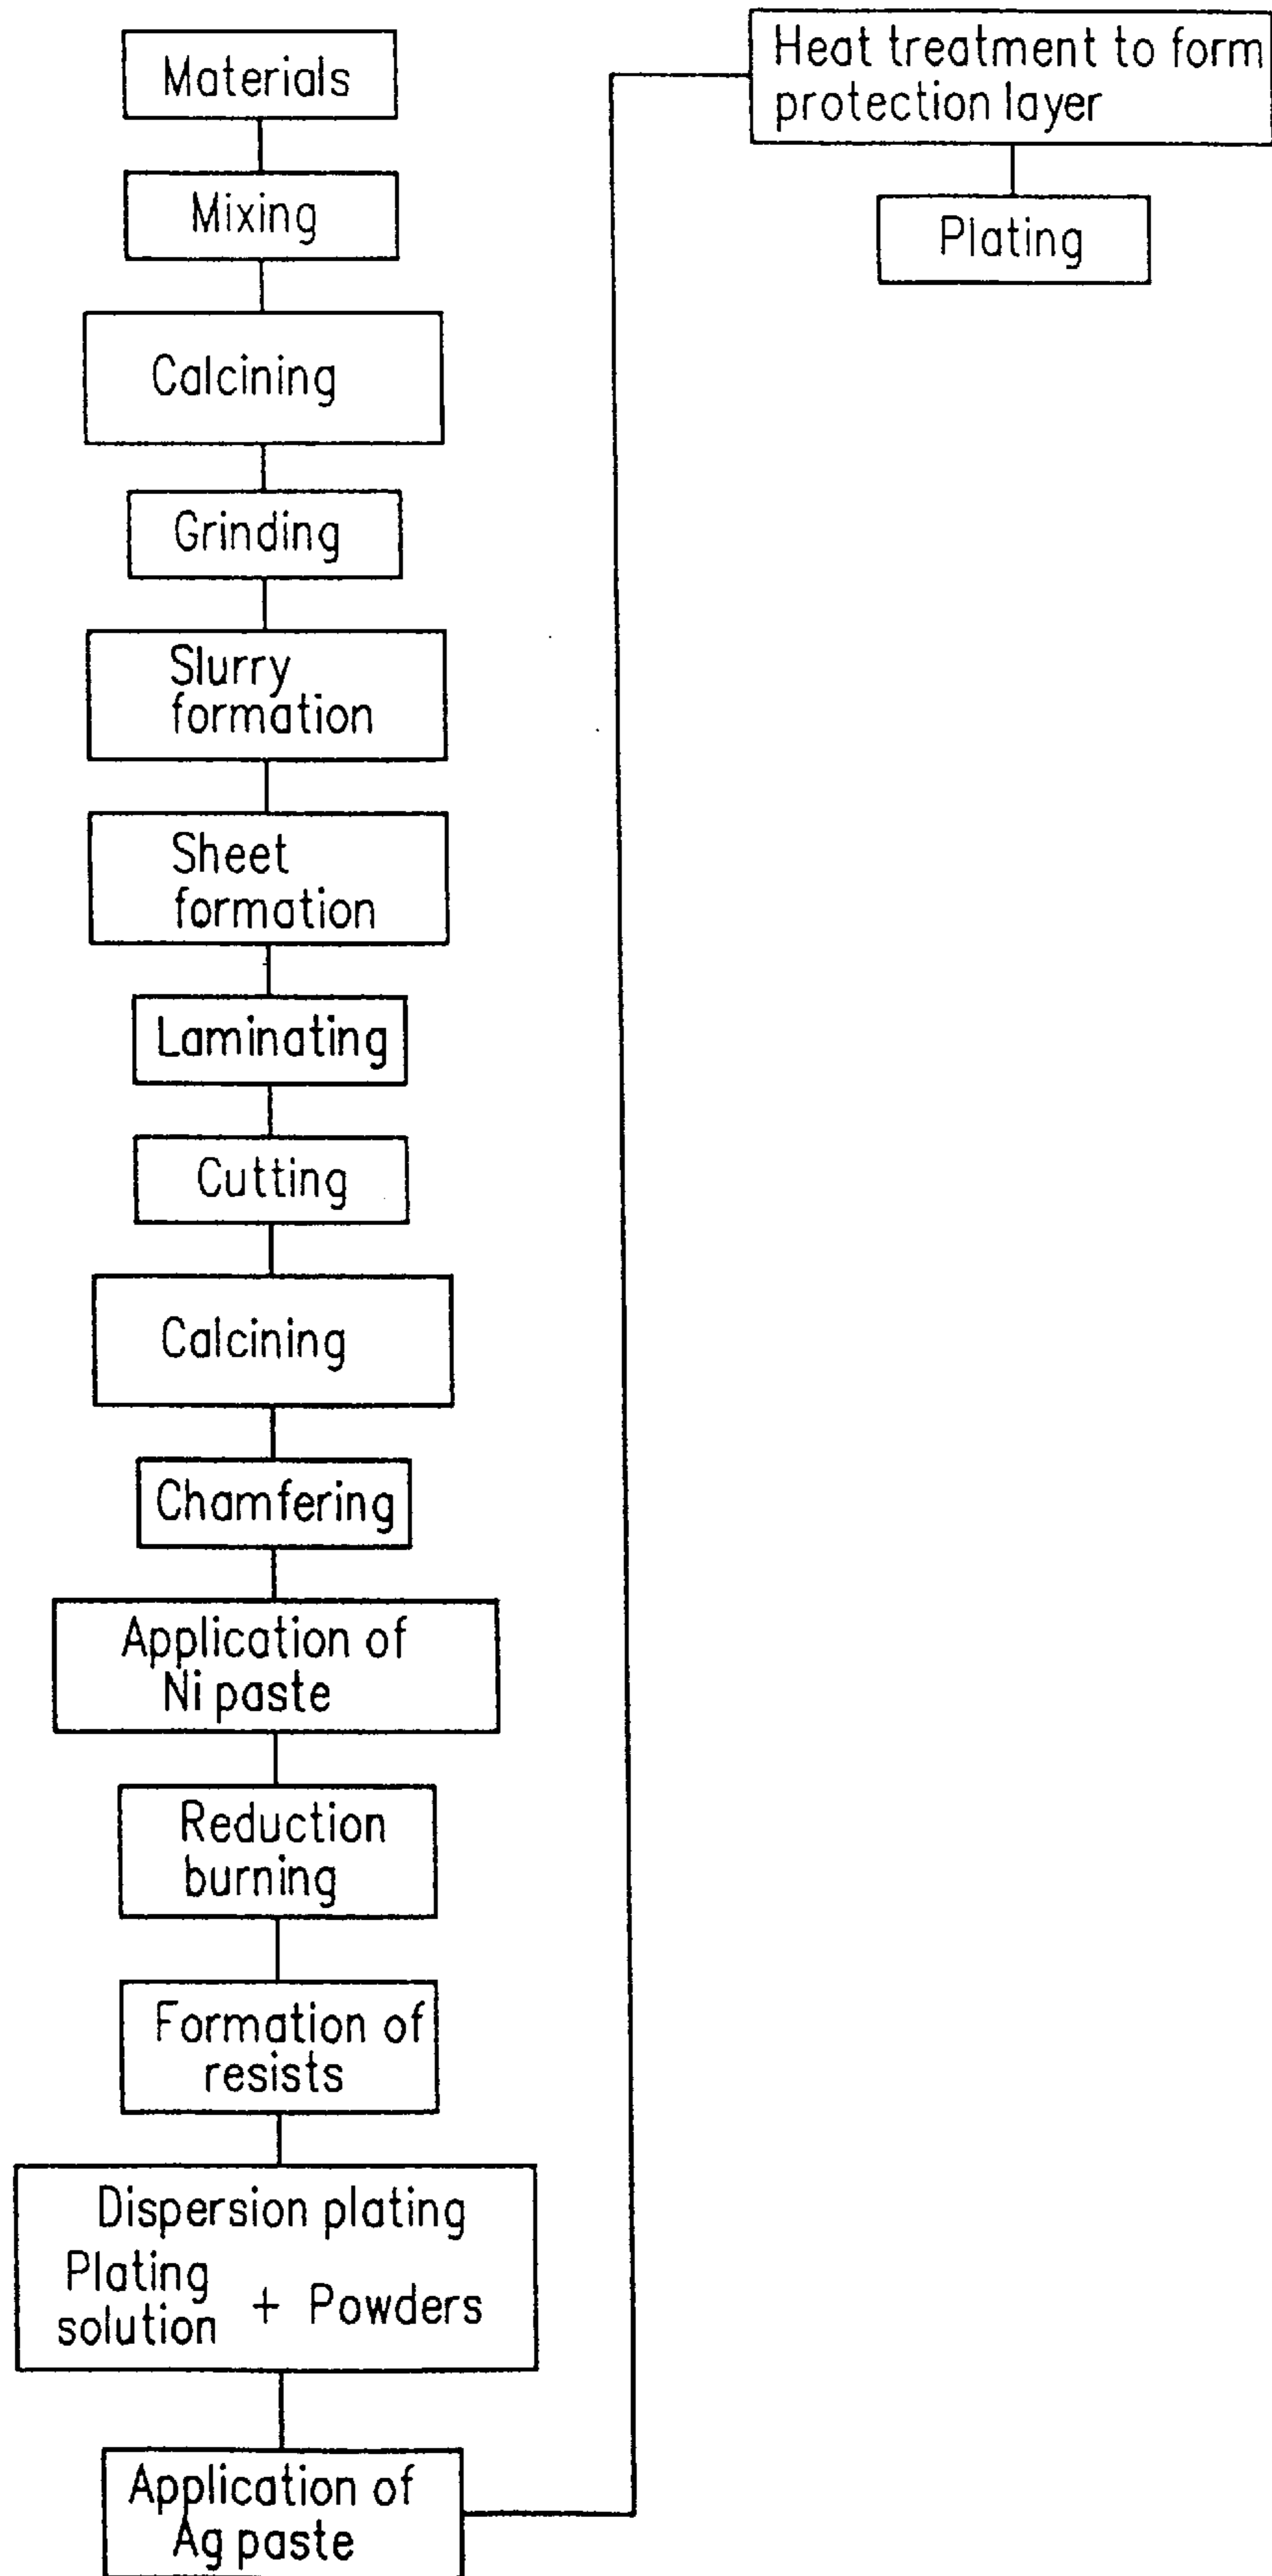 Materials
Mixing
Calcining
Grinding
Slurry
formation
Sheet
formation
Laminating
Cutting
Calcining
Chamfering
Application of
Ni paste
Reduction
burning
Formation of
resists
Dispersion plating
Plating
solution + Powders
Application of
Ag paste
Heat treatment to form
protection layer
Plating